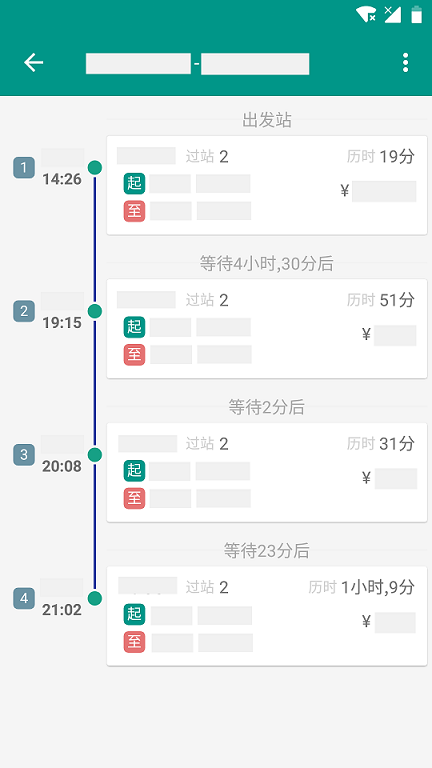 -
出发站
1
14:26
过站 2
历时 19分
起
¥
至
等待4小时,30分后
2
19:15
过站 2
历时 51分
起
¥
至
等待2分后
3
20:08
过站 2
历时 31分
起
¥
至
等待23分后
4
21:02
过站 2
历时 1小时,9分
起
¥
至